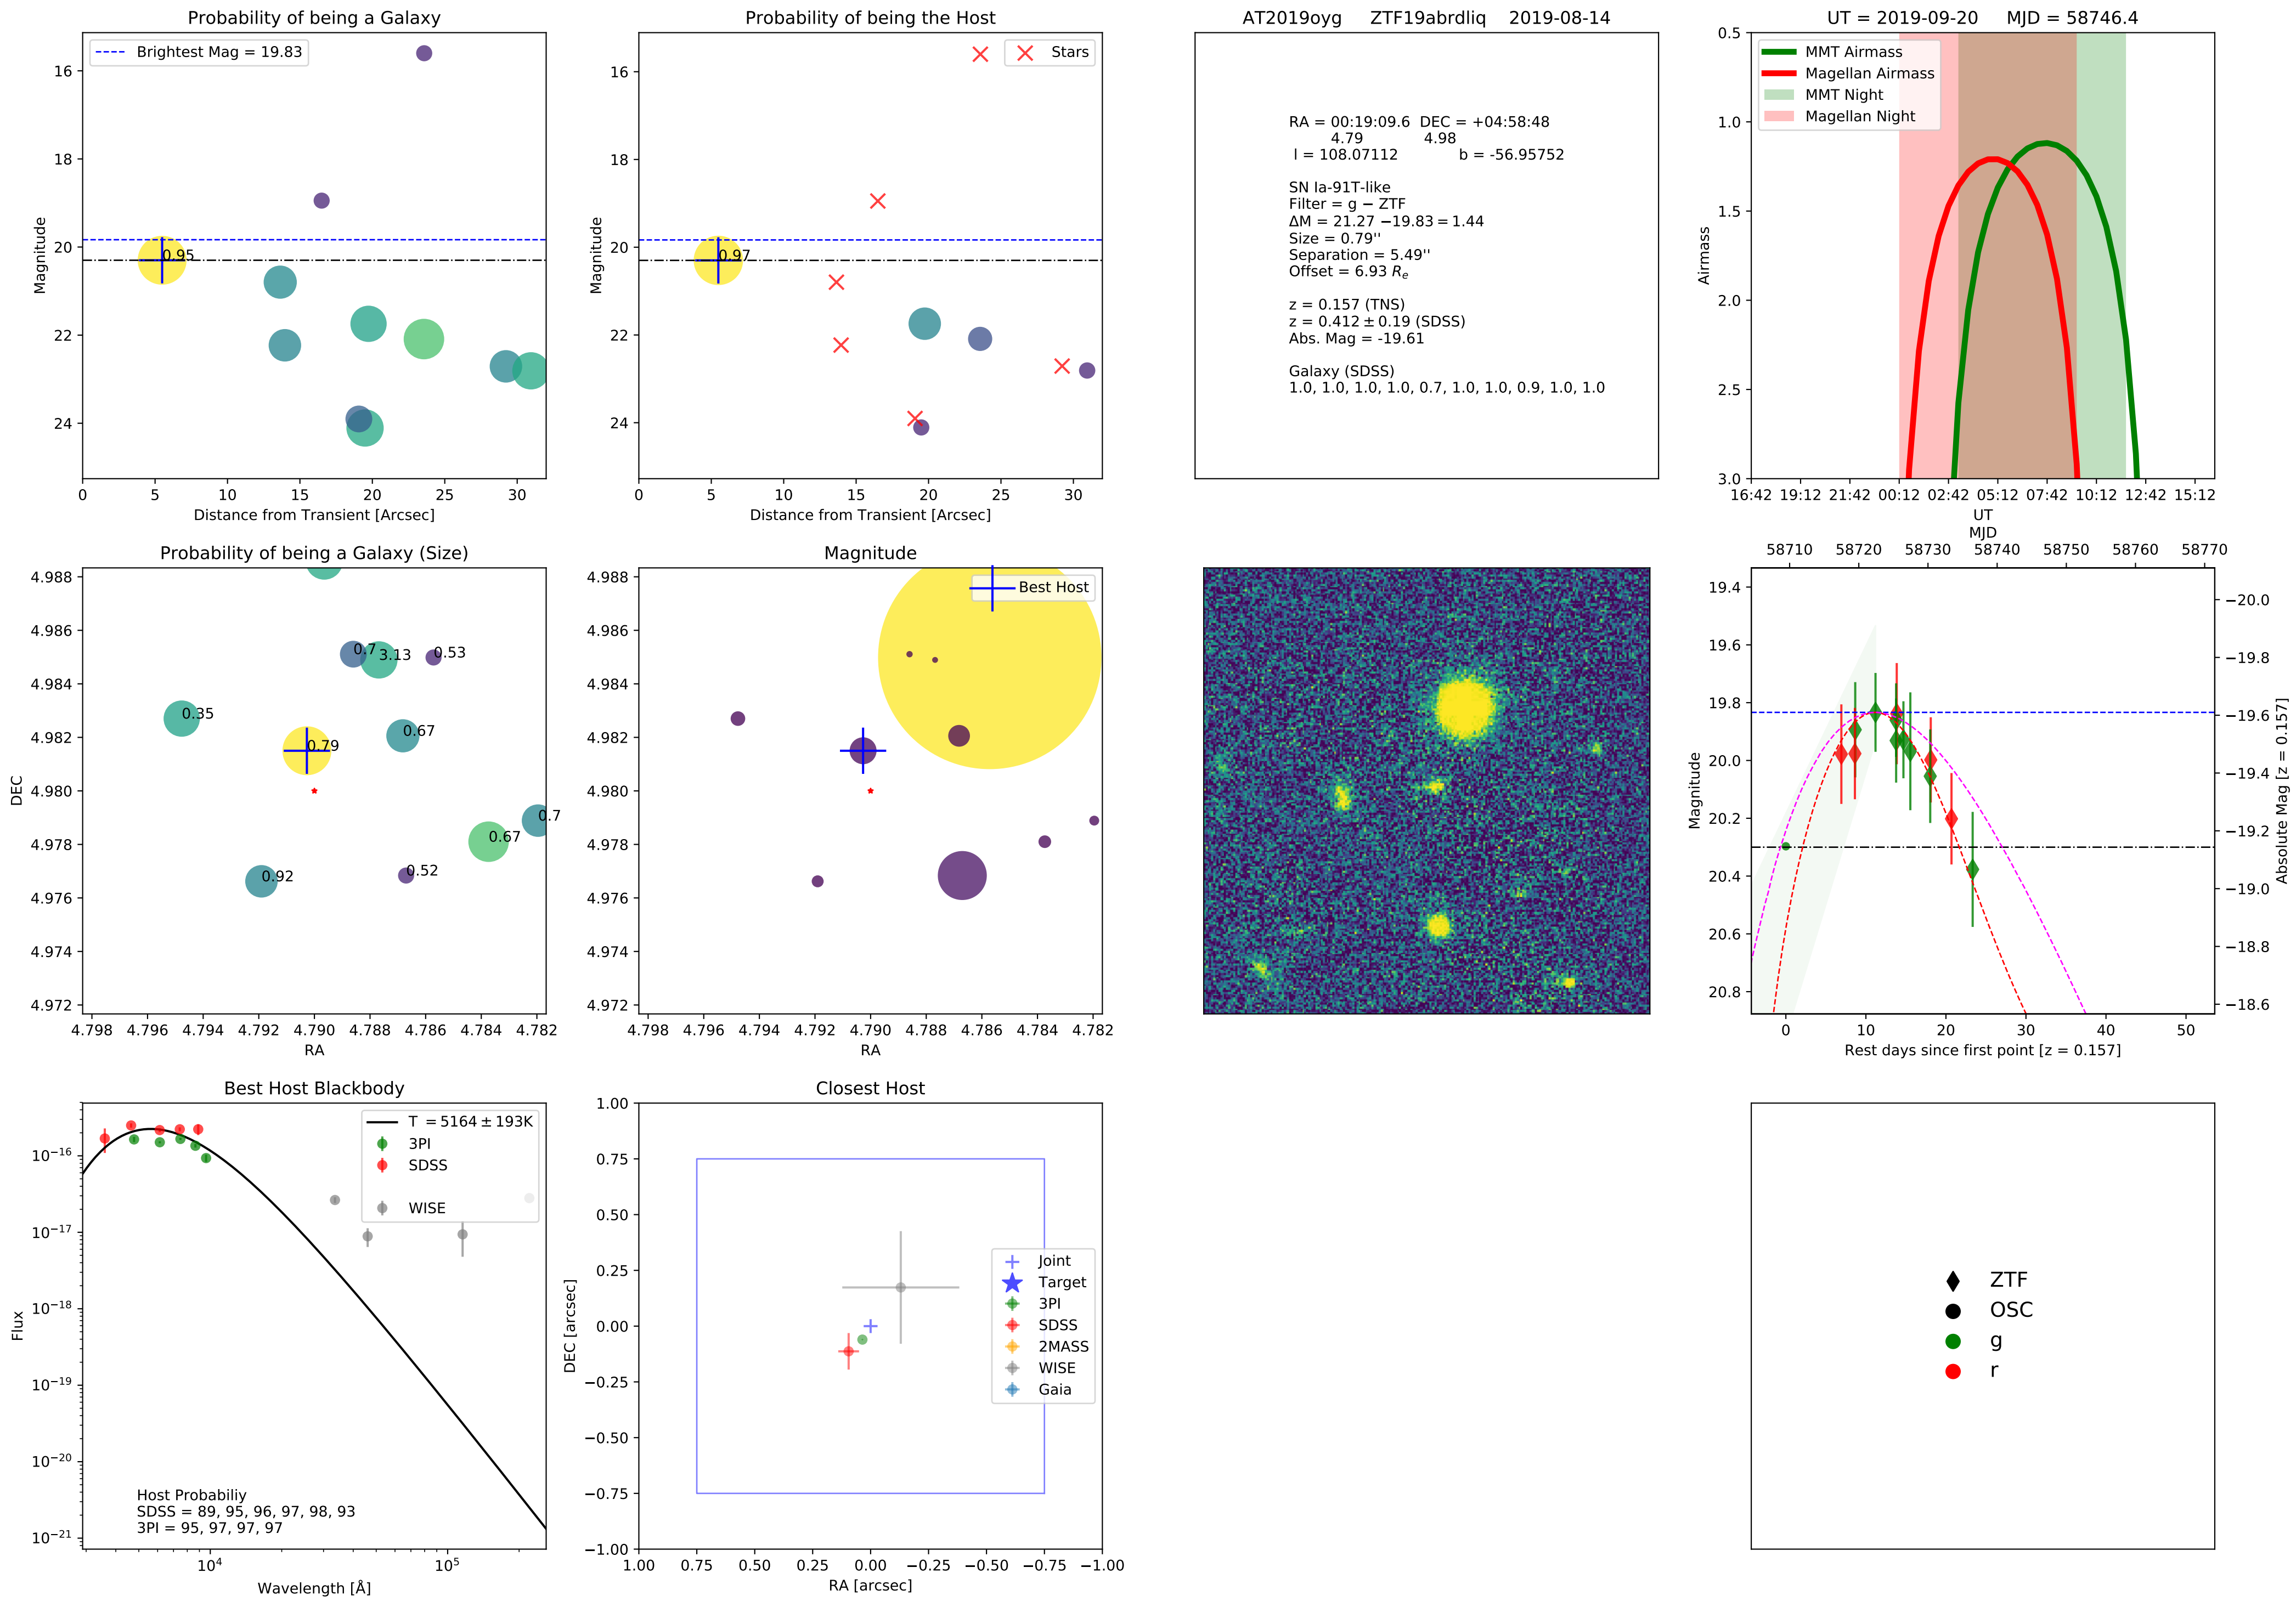 Probability of being a Galaxy
Brightest Mag = 19.83
0.95
16
18
20
22
24
Magnitude
0 5 10 15 20 25 30
Distance from Transient [Arcsec]
Probability of being the Host
Stars
0.97
16
18
20
22
24
Magnitude
0 5 10 15 20 25 30
Distance from Transient [Arcsec]
AT2019oyg ZTF19abrdliq 2019-08-14
RA = 00:19:09.6 DEC = +04:58:48
4.79 4.98
l = 108.07112 b = -56.95752
SN Ia-91T-like
Filter = g − ZTF
ΔM = 21.27 −19.83 = 1.44
Size = 0.79''
Separation = 5.49''
Offset = 6.93 Re
z = 0.157 (TNS)
z = 0.412 ± 0.19 (SDSS)
Abs. Mag = -19.61
Galaxy (SDSS)
1.0, 1.0, 1.0, 1.0, 0.7, 1.0, 1.0, 0.9, 1.0, 1.0
UT = 2019-09-20 MJD = 58746.4
MMT Airmass
Magellan Airmass
MMT Night
Magellan Night
0.5
1.0
1.5
2.0
2.5
3.0
Airmass
16:42 19:12 21:42 00:12 02:42 05:12 07:42 10:12 12:42 15:12
UT
Probability of being a Galaxy (Size)
4.988
4.986
4.984
4.982
4.980
4.978
4.976
4.974
4.972
DEC
0.7 3.13 0.53
0.35
0.67
0.79
0.7
0.67
0.92
0.52
4.798 4.796 4.794 4.792 4.790 4.788 4.786 4.784 4.782
RA
Magnitude
Best Host
4.988
4.986
4.984
4.982
4.980
4.978
4.976
4.974
4.972
4.798 4.796 4.794 4.792 4.790 4.788 4.786 4.784 4.782
RA
MJD
58710 58720 58730 58740 58750 58760 58770
19.4
19.6
19.8
20.0
20.2
20.4
20.6
20.8
Magnitude
−20.0
−19.8
−19.6
−19.4
−19.2
−19.0
−18.8
−18.6
Absolute Mag [z = 0.157]
0 10 20 30 40 50
Rest days since first point [z = 0.157]
Best Host Blackbody
T = 5164 ± 193K
3PI
SDSS
WISE
10−16
10−17
10−18
10−19
10−20
10−21
Flux
Host Probabiliy
SDSS = 89, 95, 96, 97, 98, 93
3PI = 95, 97, 97, 97
104 105
Wavelength [Å]
Closest Host
1.00
0.75
0.50
0.25
0.00
−0.25
−0.50
−0.75
−1.00
DEC [arcsec]
Joint
Target
3PI
SDSS
2MASS
WISE
Gaia
1.00 0.75 0.50 0.25 0.00 −0.25 −0.50 −0.75 −1.00
RA [arcsec]
ZTF
OSC
g
r